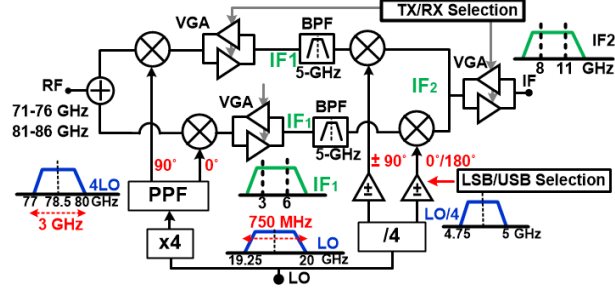 TX/RX Selection
VGA
BPF
IF1
5-GHz
VGA
IF2
8 11 GHz
IF
RF
71-76 GHz
81-86 GHz
VGA
IF1
BPF
5-GHz
IF2
90°
0°
± 90°
0°/180°
4LO
77 78.5 80 GHz
3 GHz
PPF
IF1
3 6
±
±
LSB/USB Selection
LO/4
4.75 5 GHz
x4
750 MHz
LO
19.25 20 GHz
/4
LO